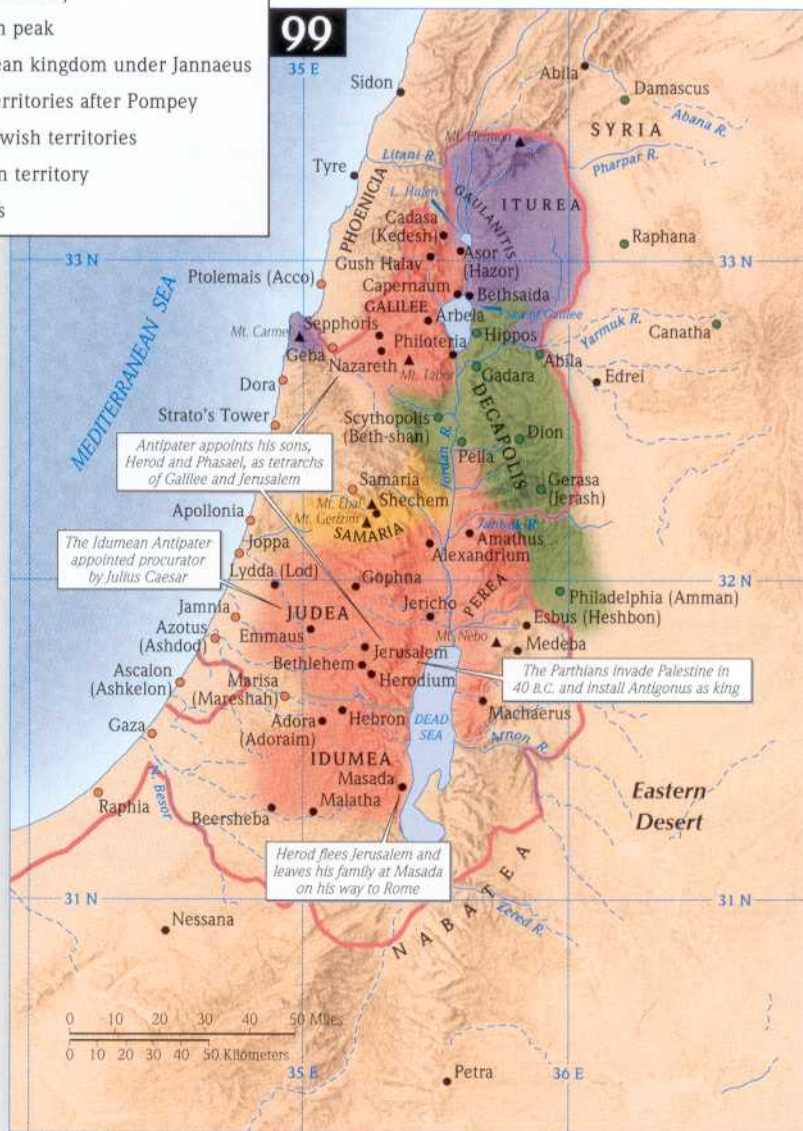 n peak
ean kingdom under Jannaeus
erritories after Pompey
wish territories
n territory
s
99
35 E
Sidon
Abila
Damascus
Abana R.
SYRIA
Mt. Hermon
Litani R.
Pharpar R.
Tyre
PHOENICIA
L. Huleh
GAULANITIS
ITUREA
Cadasa
(Kedesh)
Raphana
33 N
Gush Halav
Asor
(Hazor)
33 N
Ptolemais (Acco)
Capernaum
Bethsaida
MEDITERRANEAN SEA
GALILEE
Arbela
Sea of Galilee
Mt. Carmel
Sepphoris
Philoteria
Hippos
Yarmuk R.
Canatha
Geba
Nazareth
Mt. Tabor
Abila
Gadara
Edrei
Dora
DECAPOLIS
Strato's Tower
Scythopolis
(Beth-shan)
Dion
Jordan R.
Pella
Antipater appoints his sons,
Herod and Phasael, as tetrarchs
of Galilee and Jerusalem
Samaria
Gerasa
(Jerash)
Mt. Ebal
Shechem
Mt. Gerizim
SAMARIA
Apollonia
Jabbok R.
Amathus
Joppa
Alexandrium
The Idumean Antipater
appointed procurator
by Julius Caesar
Lydda (Lod)
Gophna
32 N
PEREA
Philadelphia (Amman)
Jamnia
JUDEA
Jericho
Esbus (Heshbon)
Azotus
(Ashdod)
Emmaus
Mt. Nebo
Medeba
Jerusalem
Bethlehem
Herodium
The Parthians invade Palestine in
40 B.C. and install Antigonus as king
Ascalon
(Ashkelon)
Marisa
(Mareshah)
Machaerus
Gaza
Adora
(Adoraim)
Hebron
DEAD
SEA
Arnon R.
IDUMEA
Masada
Eastern
Desert
Raphia
N. Besor
Beersheba
Malatha
Herod flees Jerusalem and
leaves his family at Masada
on his way to Rome
31 N
31 N
Zered R.
NABATEA
Nessana
0 10 20 30 40 50 Miles
0 10 20 30 40 50 Kilometers
Petra
35 E
36 E